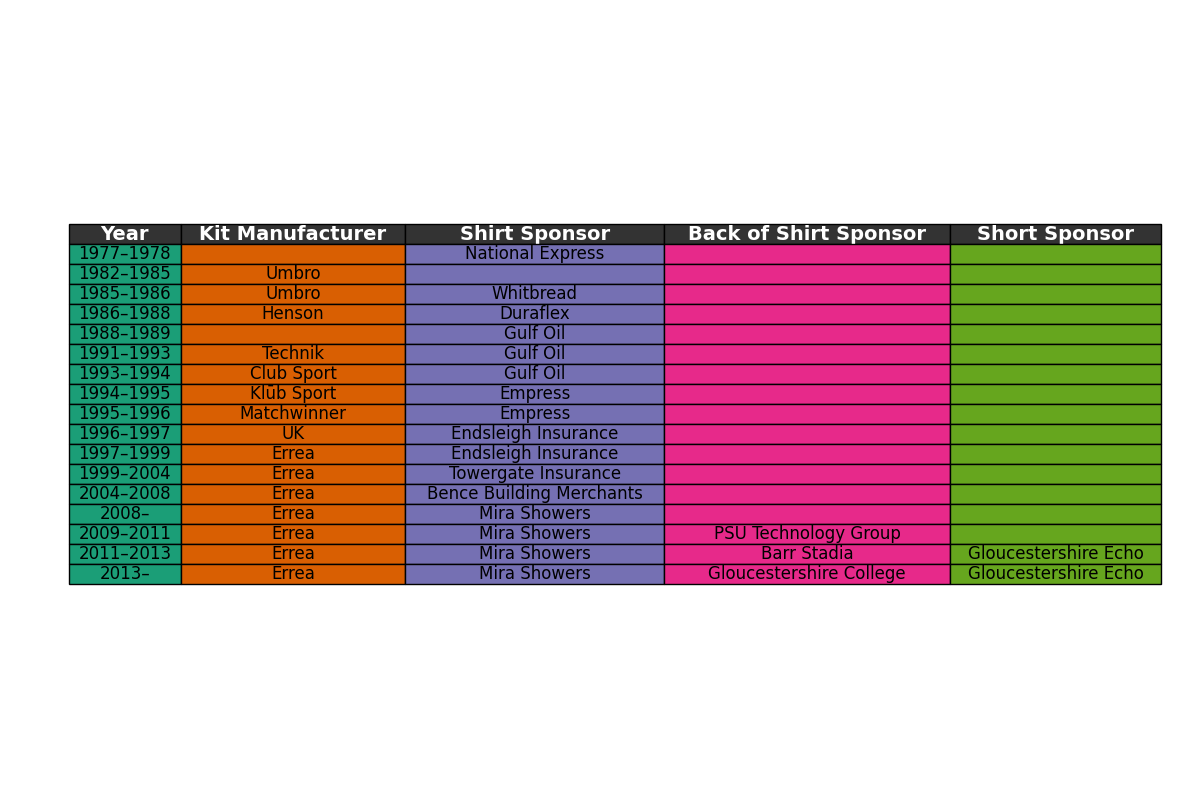 Year Kit Manufacturer Shirt Sponsor Back of Shirt Sponsor Short Sponsor
1977–1978 National Express
1982–1985 Umbro
1985–1986 Umbro Whitbread
1986–1988 Henson Duraflex
1988–1989 Gulf Oil
1991–1993 Technik Gulf Oil
1993–1994 Club Sport Gulf Oil
1994–1995 Klūb Sport Empress
1995–1996 Matchwinner Empress
1996–1997 UK Endsleigh Insurance
1997–1999 Errea Endsleigh Insurance
1999–2004 Errea Towergate Insurance
2004–2008 Errea Bence Building Merchants
2008– Errea Mira Showers
2009–2011 Errea Mira Showers PSU Technology Group
2011–2013 Errea Mira Showers Barr Stadia Gloucestershire Echo
2013– Errea Mira Showers Gloucestershire College Gloucestershire Echo